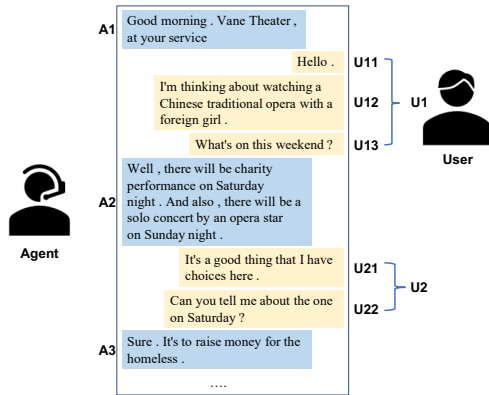 A1
Good morning . Vane Theater ,
at your service
Hello .
U11
I'm thinking about watching a
Chinese traditional opera with a
foreign girl .
U12
U1
What's on this weekend ?
U13
User
A2
Well , there will be charity
performance on Saturday
night . And also , there will be a
solo concert by an opera star
on Sunday night .
Agent
It's a good thing that I have
choices here .
U21
U2
Can you tell me about the one
on Saturday ?
U22
A3
Sure . It's to raise money for the
homeless .
....